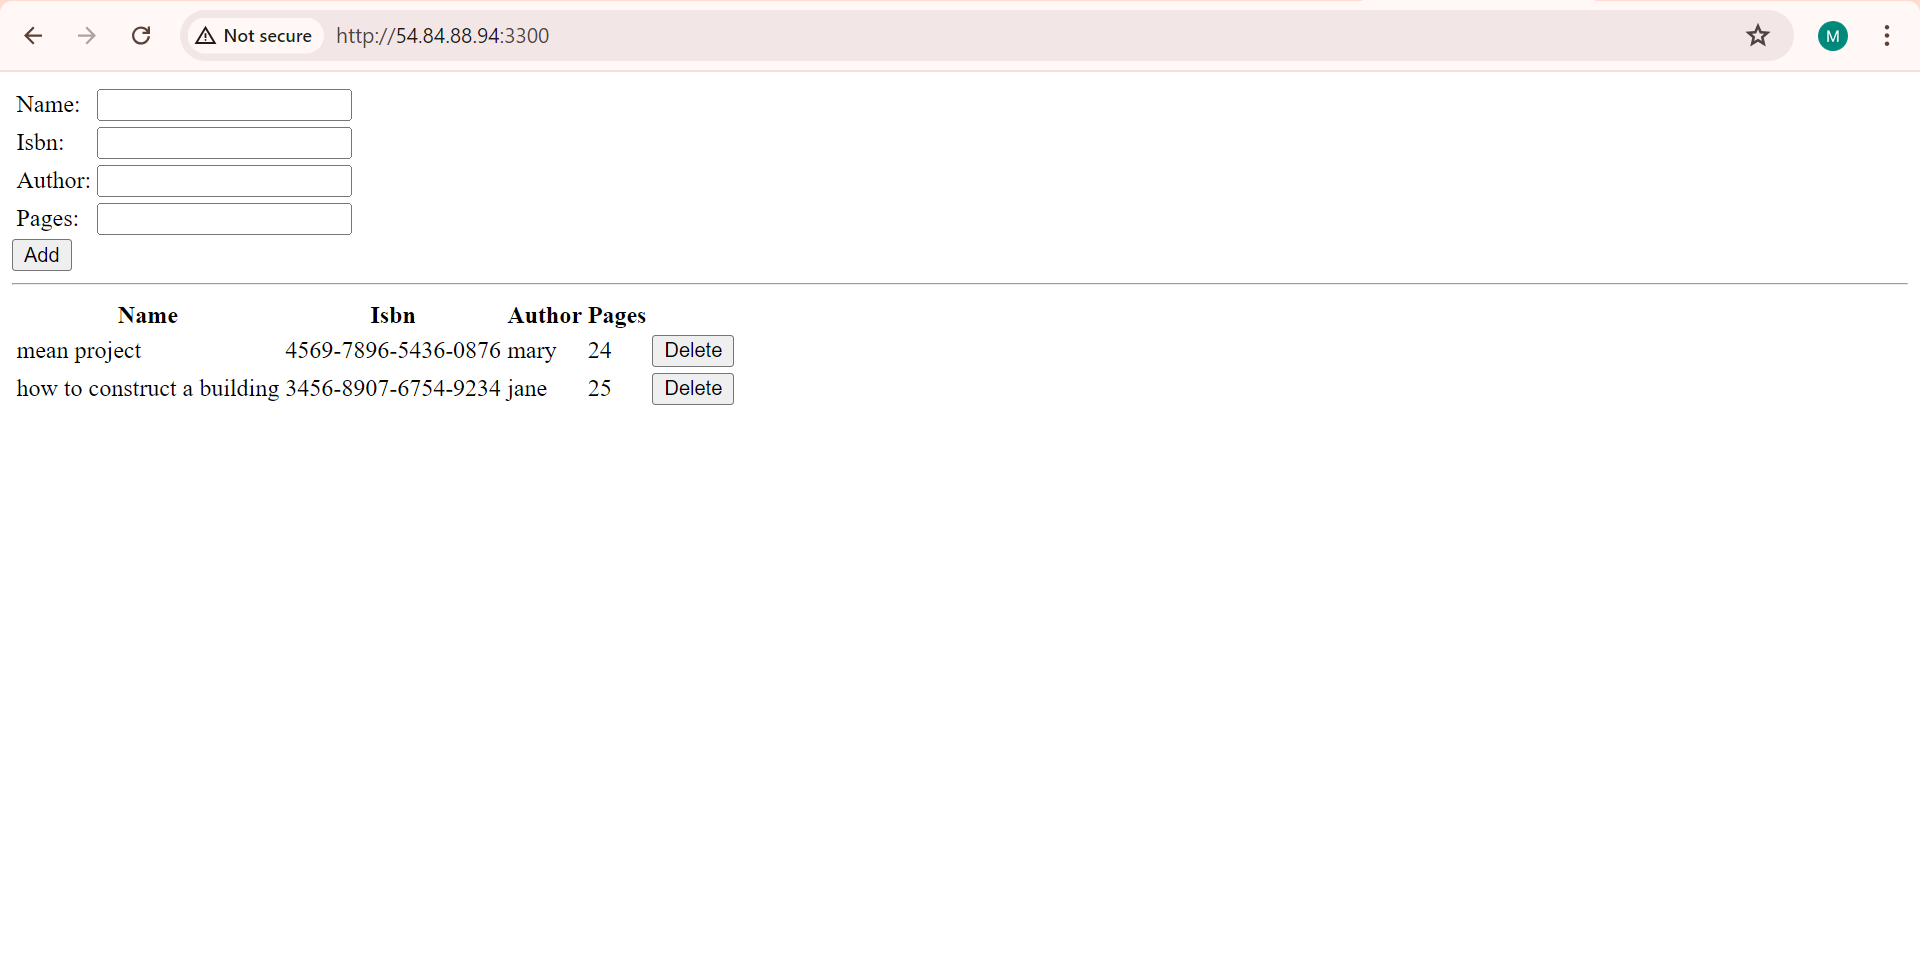 Not secure http://54.84.88.94:3300 M
Name:
Isbn:
Author:
Pages:
Add
Name Isbn Author Pages
mean project 4569-7896-5436-0876 mary 24 Delete
how to construct a building 3456-8907-6754-9234 jane 25 Delete